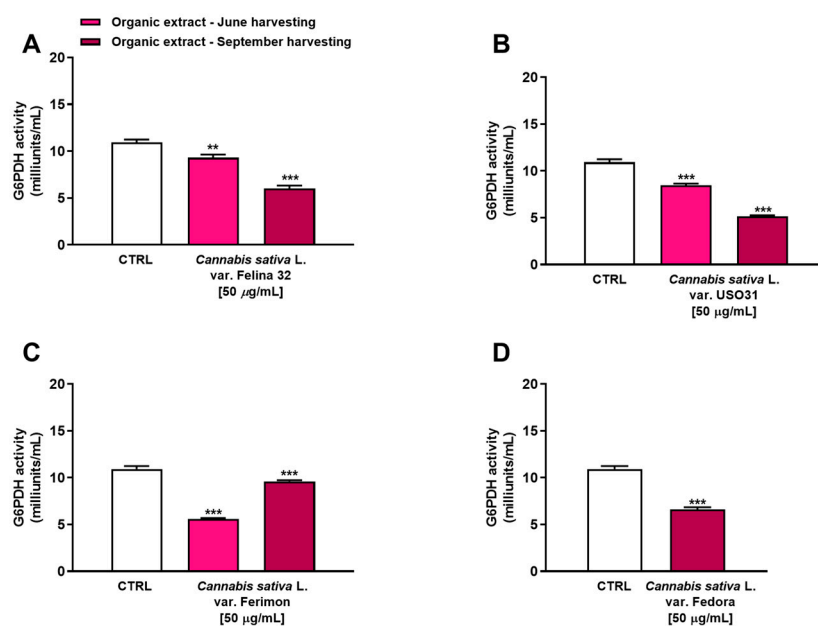 Organic extract - June harvesting
Organic extract - September harvesting
A
G6PDH activity
(milliunits/mL)
20
15
10
5
0
**
***
CTRL
Cannabis sativa L.
var. Felina 32
[50 µg/mL]
B
G6PDH activity
(milliunits/mL)
20
15
10
5
0
***
***
CTRL
Cannabis sativa L.
var. USO31
[50 µg/mL]
C
G6PDH activity
(milliunits/mL)
20
15
10
5
0
***
***
CTRL
Cannabis sativa L.
var. Ferimon
[50 µg/mL]
D
G6PDH activity
(milliunits/mL)
20
15
10
5
0
***
CTRL
Cannabis sativa L.
var. Fedora
[50 µg/mL]